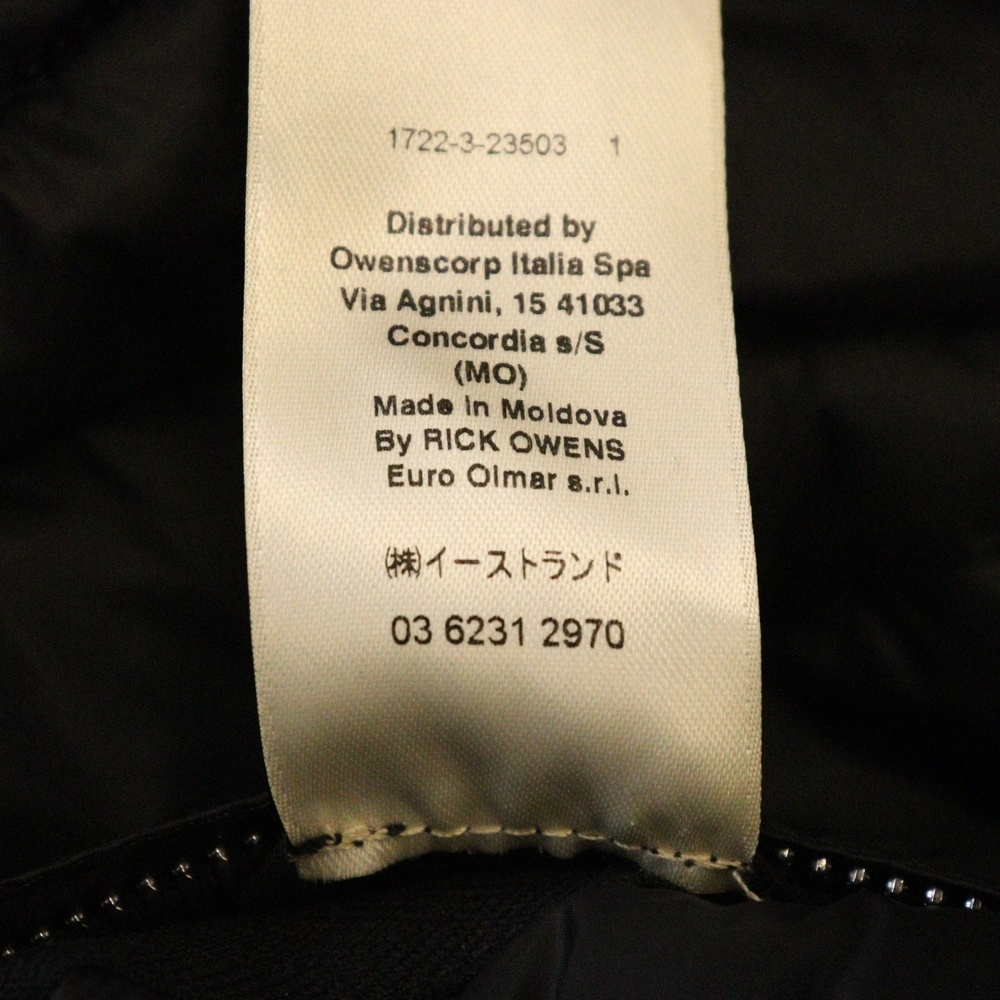 1722-3-23503 1
Distributed by
Owenscorp Italia Spa
Via Agnini, 15 41033
Concordia s/S
(MO)
Made in Moldova
By RICK OWENS
Euro Olmar s.r.l.
㈱イーストランド
03 6231 2970